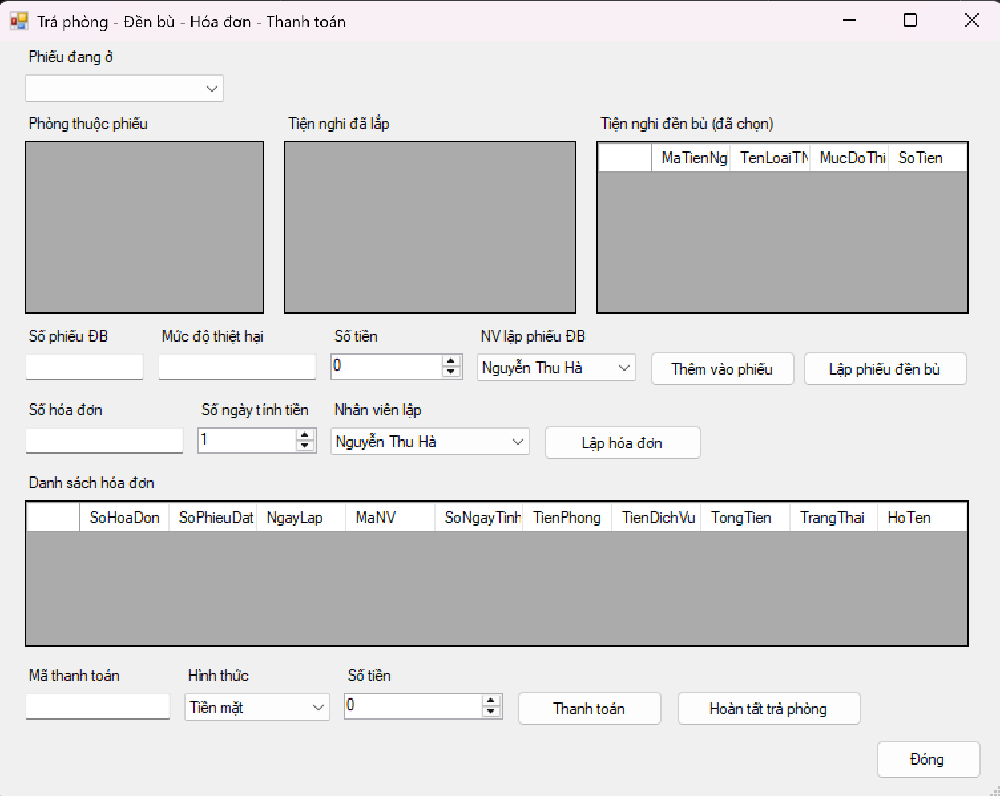 Trả phòng - Đền bù - Hóa đơn - Thanh toán
Phiếu đang ở
Phòng thuộc phiếu
Tiện nghi đã lắp
Tiện nghi đền bù (đã chọn)
MaTienNg TenLoaiTN MucDoThi SoTien
Số phiếu ĐB Mức độ thiệt hại Số tiền NV lập phiếu ĐB
0 Nguyễn Thu Hà Thêm vào phiếu Lập phiếu đền bù
Số hóa đơn Số ngày tính tiền Nhân viên lập
1 Nguyễn Thu Hà Lập hóa đơn
Danh sách hóa đơn
SoHoaDon SoPhieuDat NgayLap MaNV SoNgayTinh TienPhong TienDichVu TongTien TrangThai HoTen
Mã thanh toán Hình thức Số tiền
Tiền mặt 0 Thanh toán Hoàn tất trả phòng
Đóng